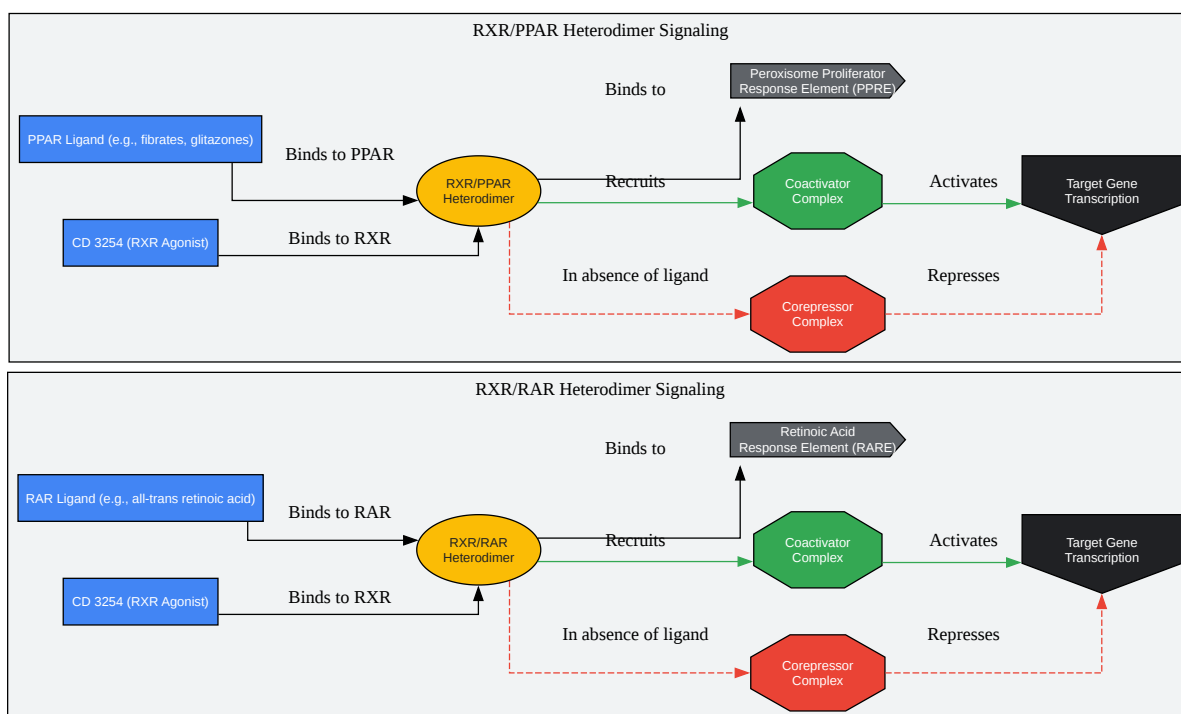 RXR/PPAR Heterodimer Signaling
Peroxisome Proliferator
Response Element (PPRE)
Binds to
PPAR Ligand (e.g., fibrates, glitazones)
Binds to PPAR
RXR/PPAR
Heterodimer
Recruits
Coactivator
Complex
Activates
Target Gene
Transcription
CD 3254 (RXR Agonist)
Binds to RXR
In absence of ligand
Corepressor
Complex
Represses
RXR/RAR Heterodimer Signaling
Retinoic Acid
Response Element (RARE)
Binds to
RAR Ligand (e.g., all-trans retinoic acid)
Binds to RAR
RXR/RAR
Heterodimer
Recruits
Coactivator
Complex
Activates
Target Gene
Transcription
CD 3254 (RXR Agonist)
Binds to RXR
In absence of ligand
Corepressor
Complex
Represses